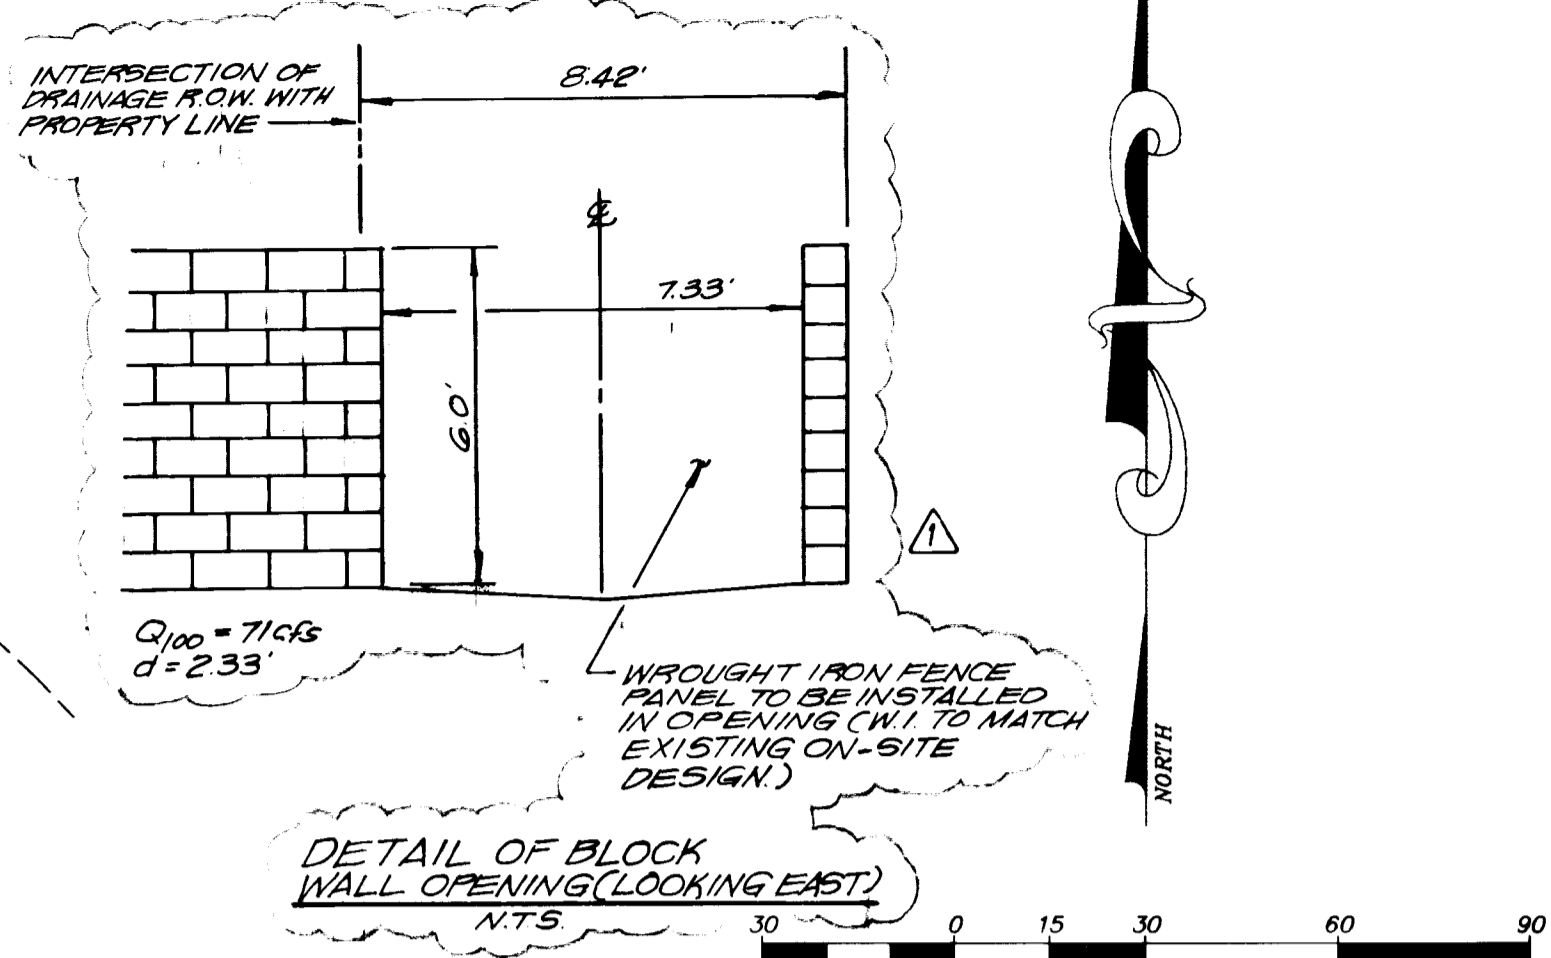 INTERSECTION OF
DRAINAGE R.O.W. WITH
PROPERTY LINE
8.42'
℄
7.33'
6.0'
1
Q100 = 71cfs
d = 2.33'
WROUGHT IRON FENCE
PANEL TO BE INSTALLED
IN OPENING (W.I. TO MATCH
EXISTING ON-SITE
DESIGN.)
NORTH
DETAIL OF BLOCK
WALL OPENING (LOOKING EAST)
N.T.S.
30 0 15 30 60 90